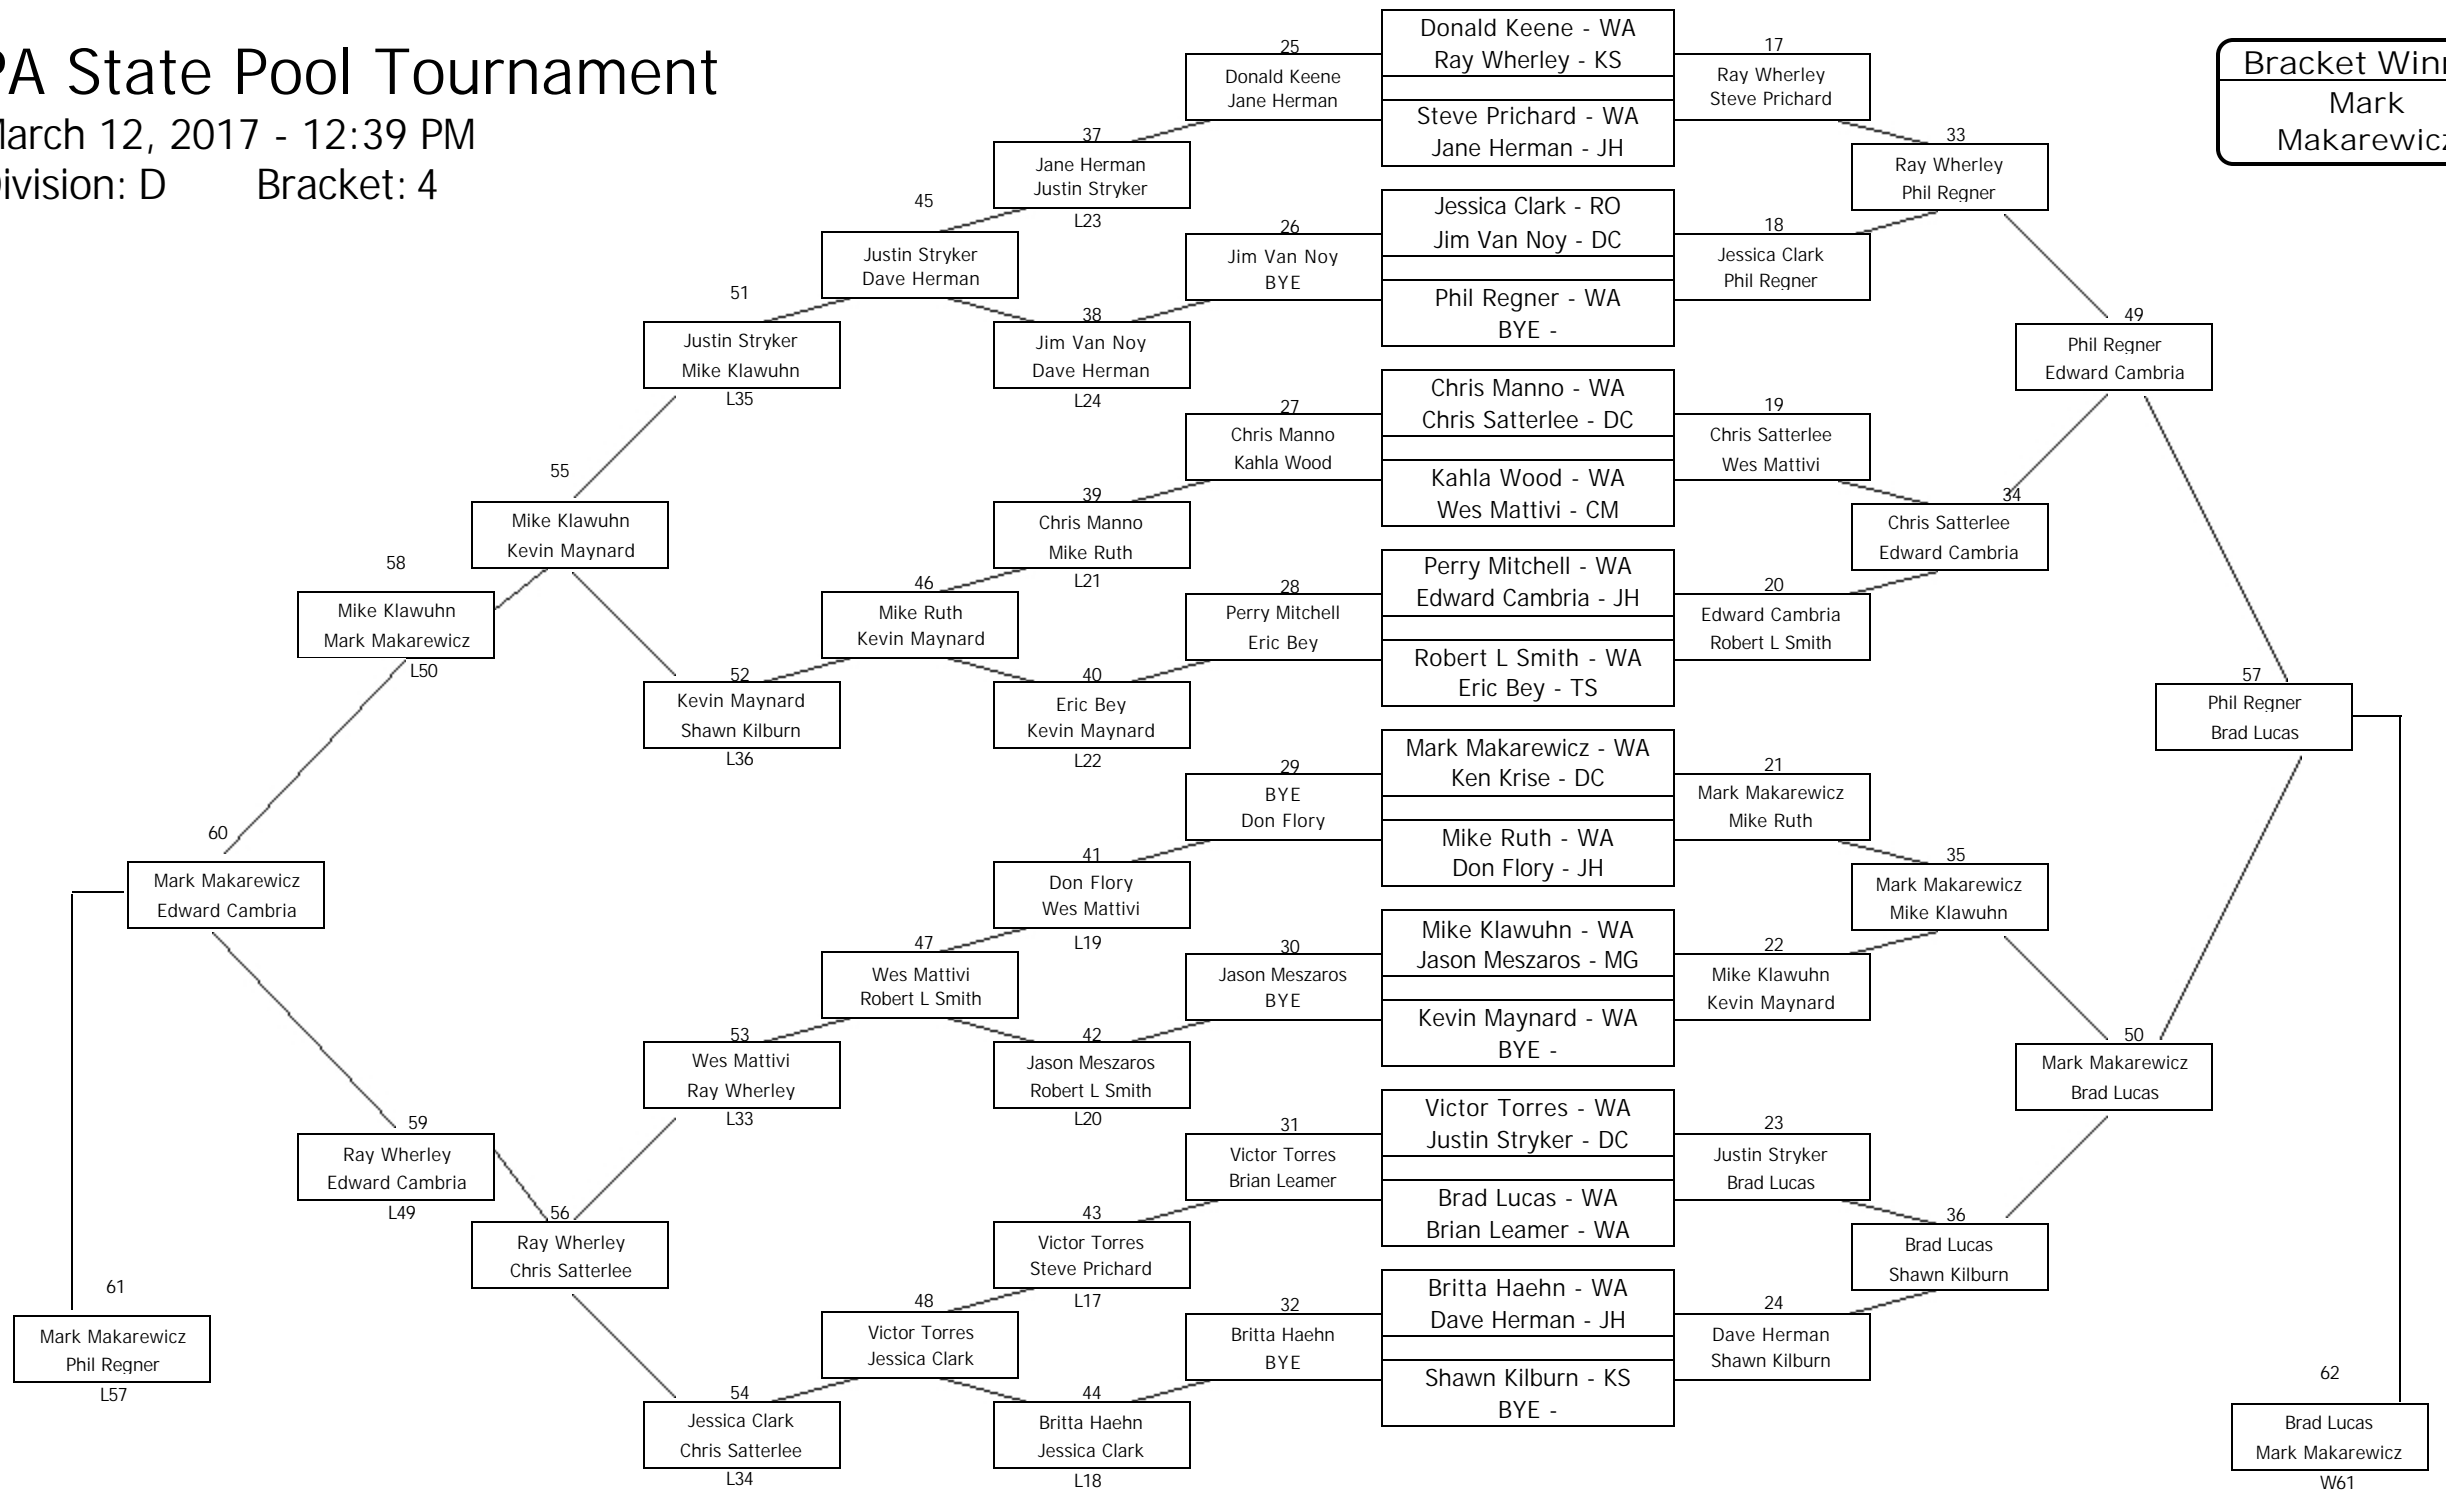 PA State Pool Tournament
March 12, 2017 - 12:39 PM
Division: D Bracket: 4
Bracket Winn
Mark
Makarewicz
Donald Keene - WA
Ray Wherley - KS
Steve Prichard - WA
Jane Herman - JH
Jessica Clark - RO
Jim Van Noy - DC
Phil Regner - WA
BYE -
Chris Manno - WA
Chris Satterlee - DC
Kahla Wood - WA
Wes Mattivi - CM
Perry Mitchell - WA
Edward Cambria - JH
Robert L Smith - WA
Eric Bey - TS
Mark Makarewicz - WA
Ken Krise - DC
Mike Ruth - WA
Don Flory - JH
Mike Klawuhn - WA
Jason Meszaros - MG
Kevin Maynard - WA
BYE -
Victor Torres - WA
Justin Stryker - DC
Brad Lucas - WA
Brian Leamer - WA
Britta Haehn - WA
Dave Herman - JH
Shawn Kilburn - KS
BYE -
17
Ray Wherley
Steve Prichard
18
Jessica Clark
Phil Regner
19
Chris Satterlee
Wes Mattivi
20
Edward Cambria
Robert L Smith
21
Mark Makarewicz
Mike Ruth
22
Mike Klawuhn
Kevin Maynard
23
Justin Stryker
Brad Lucas
24
Dave Herman
Shawn Kilburn
25
Donald Keene
Jane Herman
26
Jim Van Noy
BYE
27
Chris Manno
Kahla Wood
28
Perry Mitchell
Eric Bey
29
BYE
Don Flory
30
Jason Meszaros
BYE
31
Victor Torres
Brian Leamer
32
Britta Haehn
BYE
33
Ray Wherley
Phil Regner
34
Chris Satterlee
Edward Cambria
35
Mark Makarewicz
Mike Klawuhn
36
Brad Lucas
Shawn Kilburn
37
Jane Herman
Justin Stryker
L23
38
Jim Van Noy
Dave Herman
L24
39
Chris Manno
Mike Ruth
L21
40
Eric Bey
Kevin Maynard
L22
41
Don Flory
Wes Mattivi
L19
42
Jason Meszaros
Robert L Smith
L20
43
Victor Torres
Steve Prichard
L17
44
Britta Haehn
Jessica Clark
L18
45
Justin Stryker
Dave Herman
46
Mike Ruth
Kevin Maynard
47
Wes Mattivi
Robert L Smith
48
Victor Torres
Jessica Clark
49
Phil Regner
Edward Cambria
50
Mark Makarewicz
Brad Lucas
51
Justin Stryker
Mike Klawuhn
L35
52
Kevin Maynard
Shawn Kilburn
L36
53
Wes Mattivi
Ray Wherley
L33
54
Jessica Clark
Chris Satterlee
L34
55
Mike Klawuhn
Kevin Maynard
56
Ray Wherley
Chris Satterlee
57
Phil Regner
Brad Lucas
58
Mike Klawuhn
Mark Makarewicz
L50
59
Ray Wherley
Edward Cambria
L49
60
Mark Makarewicz
Edward Cambria
61
Mark Makarewicz
Phil Regner
L57
62
Brad Lucas
Mark Makarewicz
W61